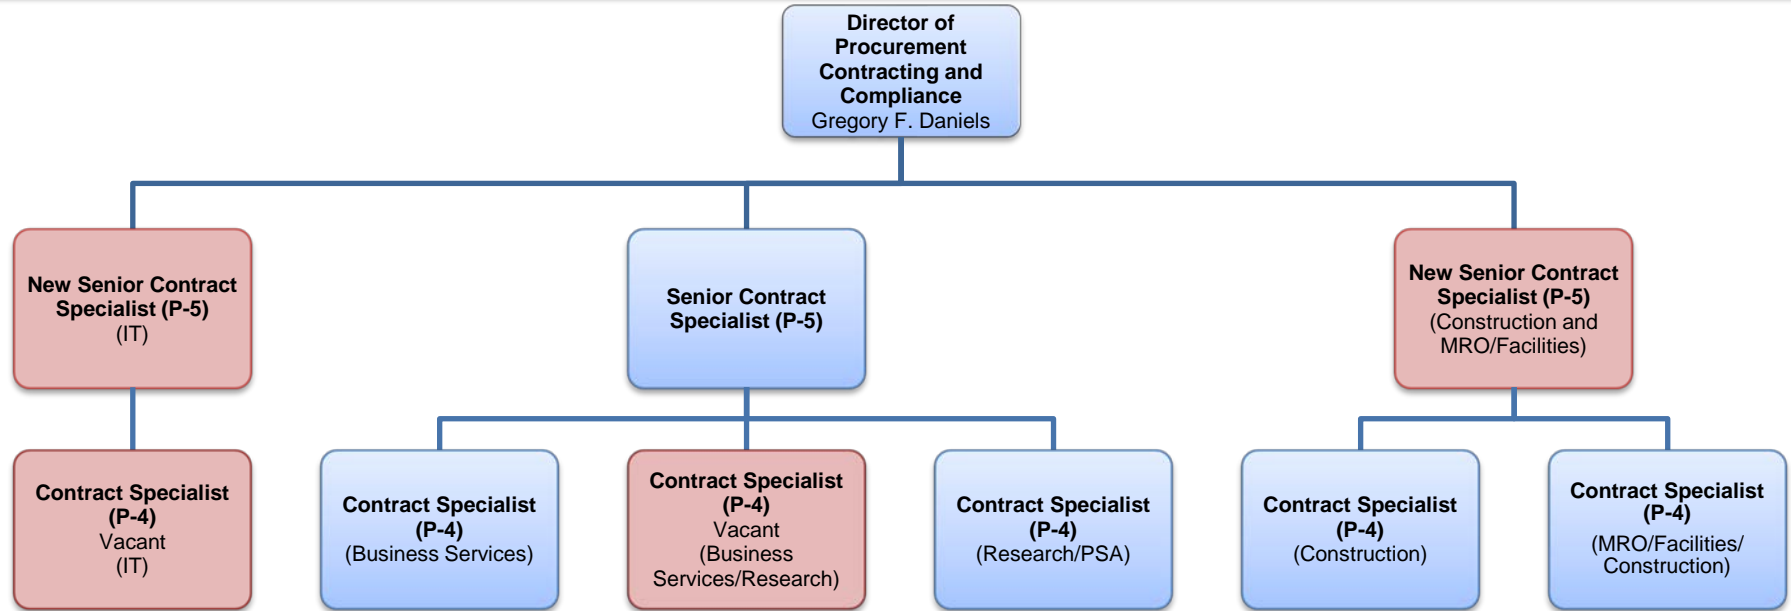 Director of
Procurement
Contracting and
Compliance
Gregory F. Daniels
New Senior Contract
Specialist (P-5)
(IT)
Senior Contract
Specialist (P-5)
New Senior Contract
Specialist (P-5)
(Construction and
MRO/Facilities)
Contract Specialist
(P-4)
Vacant
(IT)
Contract Specialist
(P-4)
(Business Services)
Contract Specialist
(P-4)
Vacant
(Business
Services/Research)
Contract Specialist
(P-4)
(Research/PSA)
Contract Specialist
(P-4)
(Construction)
Contract Specialist
(P-4)
(MRO/Facilities/
Construction)